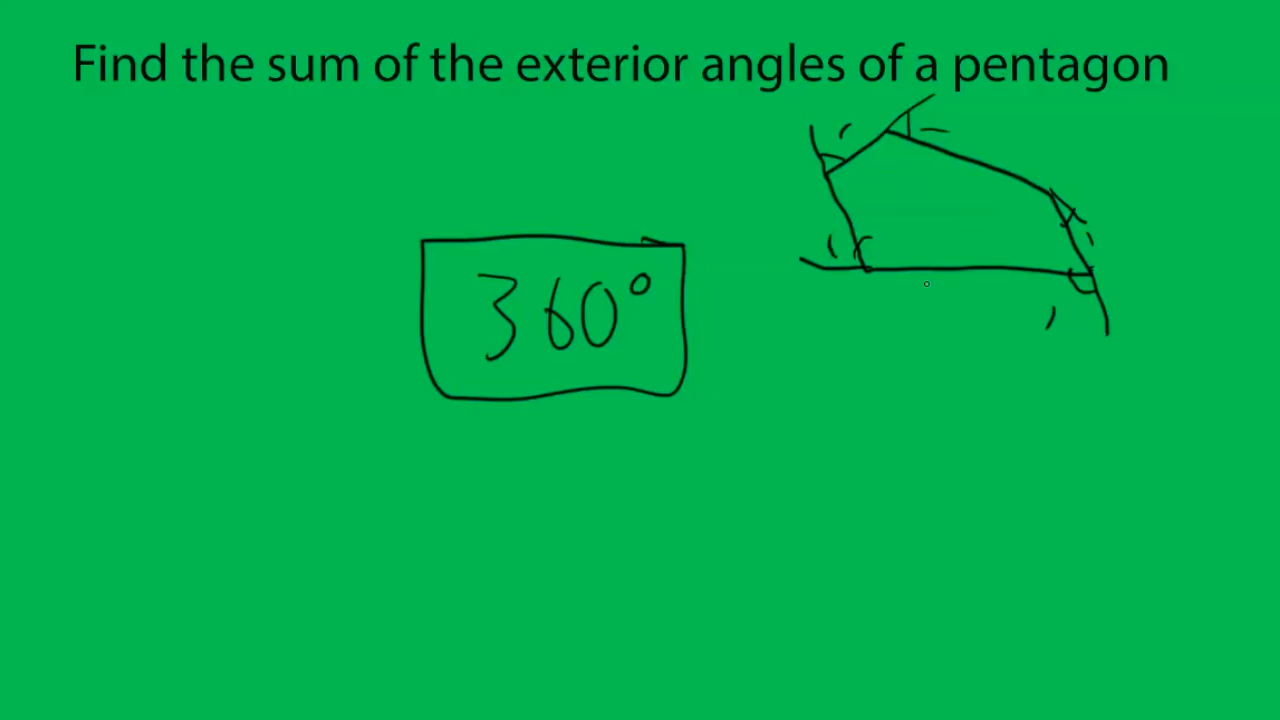 Find the sum of the exterior angles of a pentagon
360°